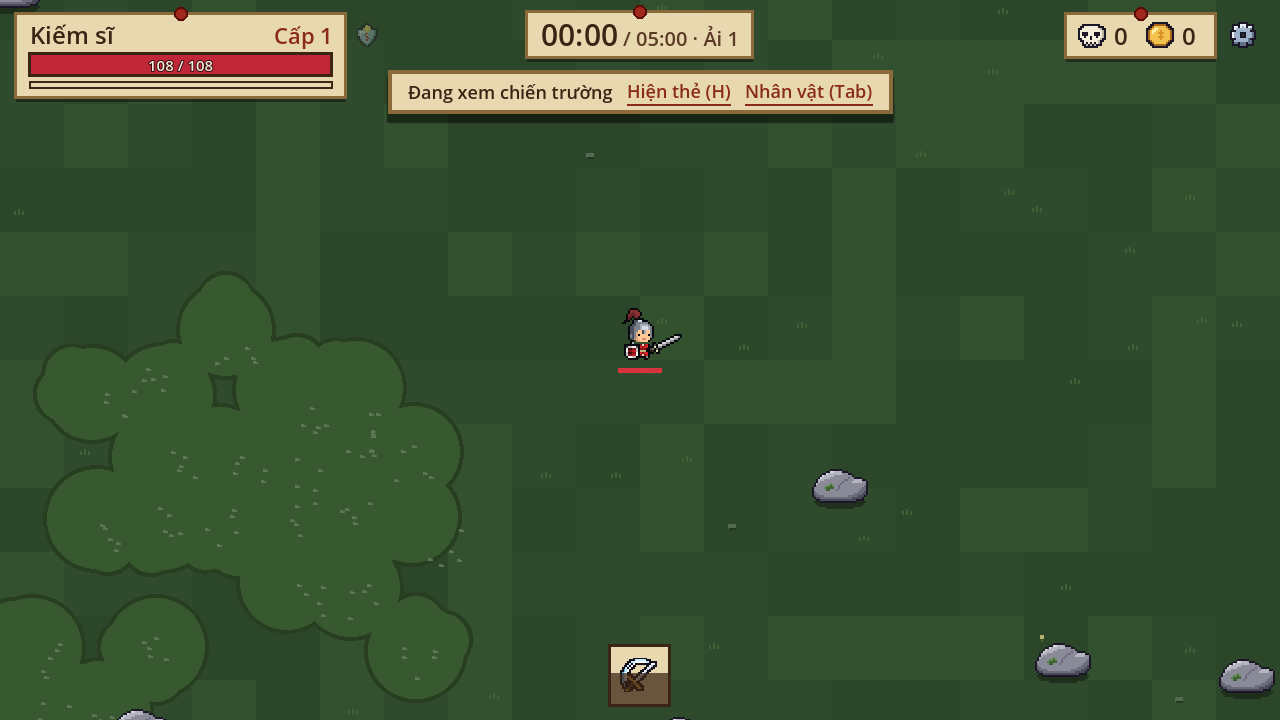 Kiếm sĩ Cấp 1
108 / 108
00:00 / 05:00 · Ải 1
0 0
Đang xem chiến trường Hiện thẻ (H) Nhân vật (Tab)